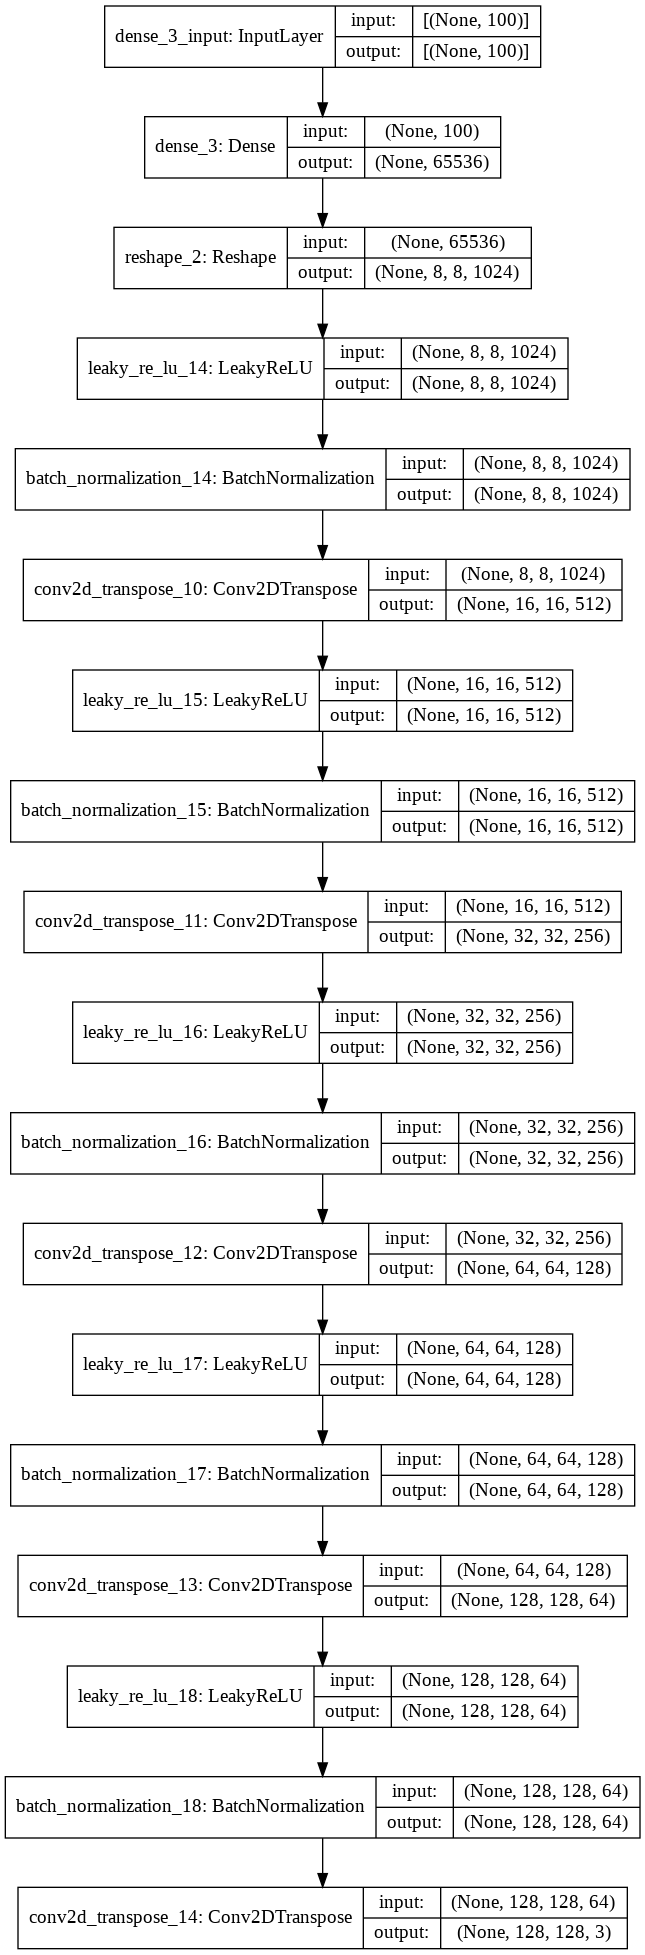 dense_3_input: InputLayer
input: [(None, 100)]
output: [(None, 100)]
dense_3: Dense
input: (None, 100)
output: (None, 65536)
reshape_2: Reshape
input: (None, 65536)
output: (None, 8, 8, 1024)
leaky_re_lu_14: LeakyReLU
input: (None, 8, 8, 1024)
output: (None, 8, 8, 1024)
batch_normalization_14: BatchNormalization
input: (None, 8, 8, 1024)
output: (None, 8, 8, 1024)
conv2d_transpose_10: Conv2DTranspose
input: (None, 8, 8, 1024)
output: (None, 16, 16, 512)
leaky_re_lu_15: LeakyReLU
input: (None, 16, 16, 512)
output: (None, 16, 16, 512)
batch_normalization_15: BatchNormalization
input: (None, 16, 16, 512)
output: (None, 16, 16, 512)
conv2d_transpose_11: Conv2DTranspose
input: (None, 16, 16, 512)
output: (None, 32, 32, 256)
leaky_re_lu_16: LeakyReLU
input: (None, 32, 32, 256)
output: (None, 32, 32, 256)
batch_normalization_16: BatchNormalization
input: (None, 32, 32, 256)
output: (None, 32, 32, 256)
conv2d_transpose_12: Conv2DTranspose
input: (None, 32, 32, 256)
output: (None, 64, 64, 128)
leaky_re_lu_17: LeakyReLU
input: (None, 64, 64, 128)
output: (None, 64, 64, 128)
batch_normalization_17: BatchNormalization
input: (None, 64, 64, 128)
output: (None, 64, 64, 128)
conv2d_transpose_13: Conv2DTranspose
input: (None, 64, 64, 128)
output: (None, 128, 128, 64)
leaky_re_lu_18: LeakyReLU
input: (None, 128, 128, 64)
output: (None, 128, 128, 64)
batch_normalization_18: BatchNormalization
input: (None, 128, 128, 64)
output: (None, 128, 128, 64)
conv2d_transpose_14: Conv2DTranspose
input: (None, 128, 128, 64)
output: (None, 128, 128, 3)